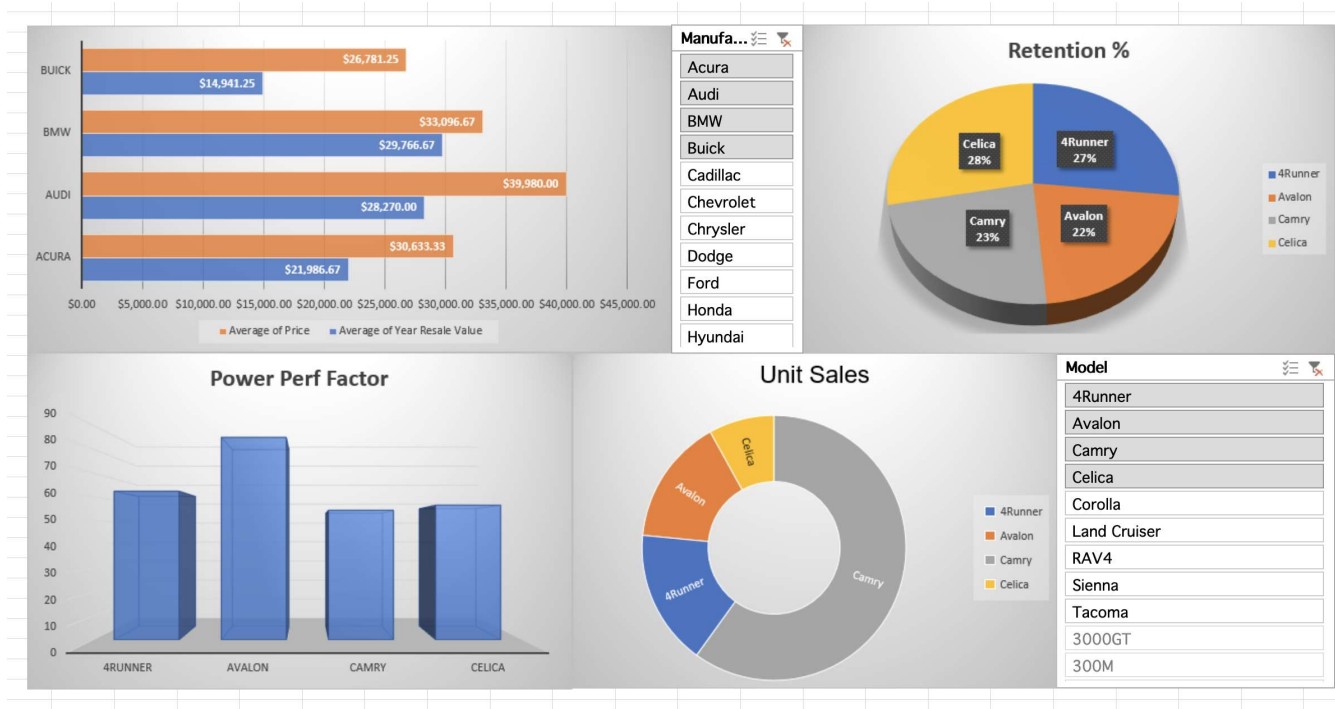 BUICK
$26,781.25
$14,941.25
BMW
$33,096.67
$29,766.67
AUDI
$39,980.00
$28,270.00
ACURA
$30,633.33
$21,986.67
$0.00 $5,000.00 $10,000.00 $15,000.00 $20,000.00 $25,000.00 $30,000.00 $35,000.00 $40,000.00 $45,000.00
Average of Price Average of Year Resale Value
Manufa...
Acura
Audi
BMW
Buick
Cadillac
Chevrolet
Chrysler
Dodge
Ford
Honda
Hyundai
Retention %
Celica
28%
4Runner
27%
Camry
23%
Avalon
22%
4Runner
Avalon
Camry
Celica
Power Perf Factor
90
80
70
60
50
40
30
20
10
0
4RUNNER AVALON CAMRY CELICA
Unit Sales
Celica
Avalon
4Runner
Camry
4Runner
Avalon
Camry
Celica
Model
4Runner
Avalon
Camry
Celica
Corolla
Land Cruiser
RAV4
Sienna
Tacoma
3000GT
300M